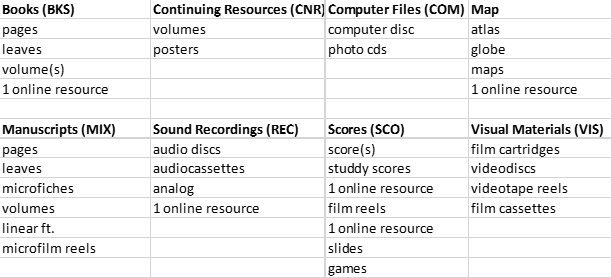 Books (BKS) Continuing Resources (CNR) Computer Files (COM) Map
pages volumes computer disc atlas
leaves posters photo cds globe
volume(s) maps
1 online resource 1 online resource
Manuscripts (MIX) Sound Recordings (REC) Scores (SCO) Visual Materials (VIS)
pages audio discs score(s) film cartridges
leaves audiocassettes studdy scores videodiscs
microfiches analog 1 online resource videotape reels
volumes 1 online resource film reels film cassettes
linear ft. 1 online resource
microfilm reels slides
games